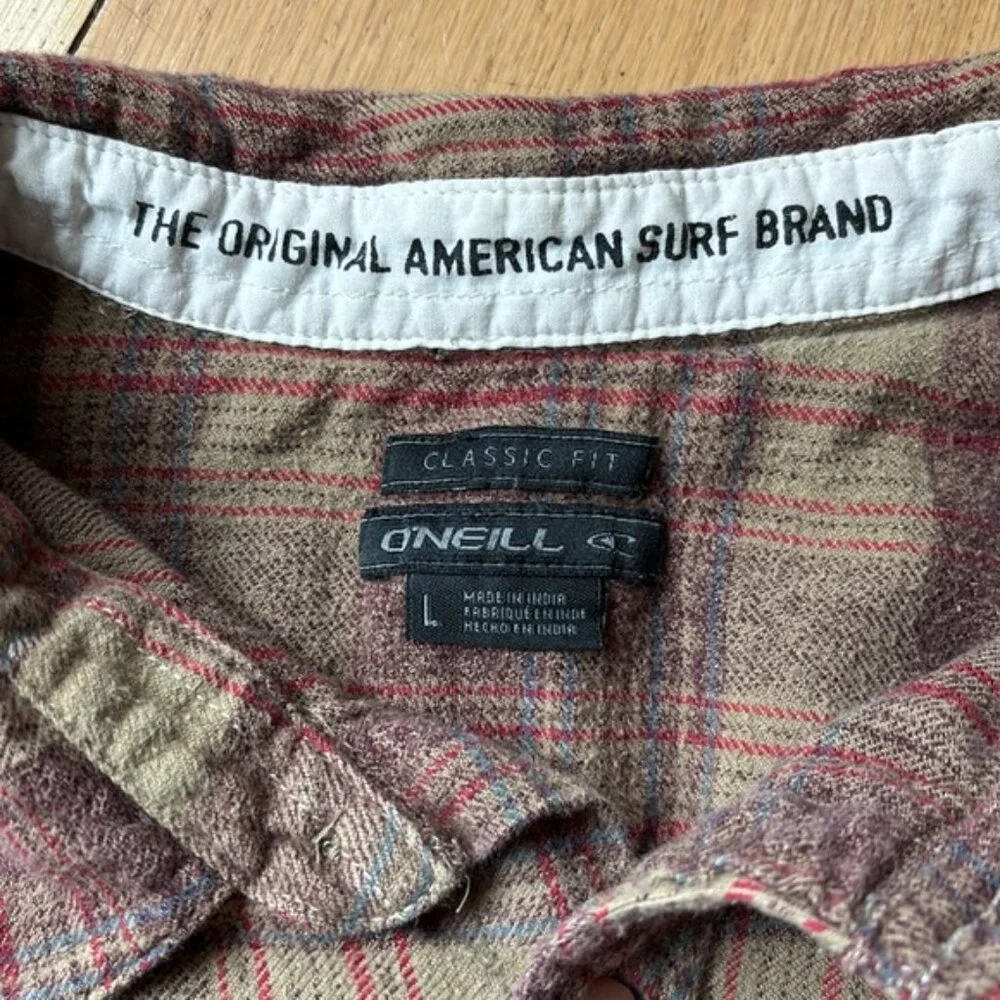 THE ORIGINAL AMERICAN SURF BRAND
CLASSIC FIT
O'NEILL
L
MADE IN INDIA
FABRIQUÉ EN INDE
HECHO EN INDIA